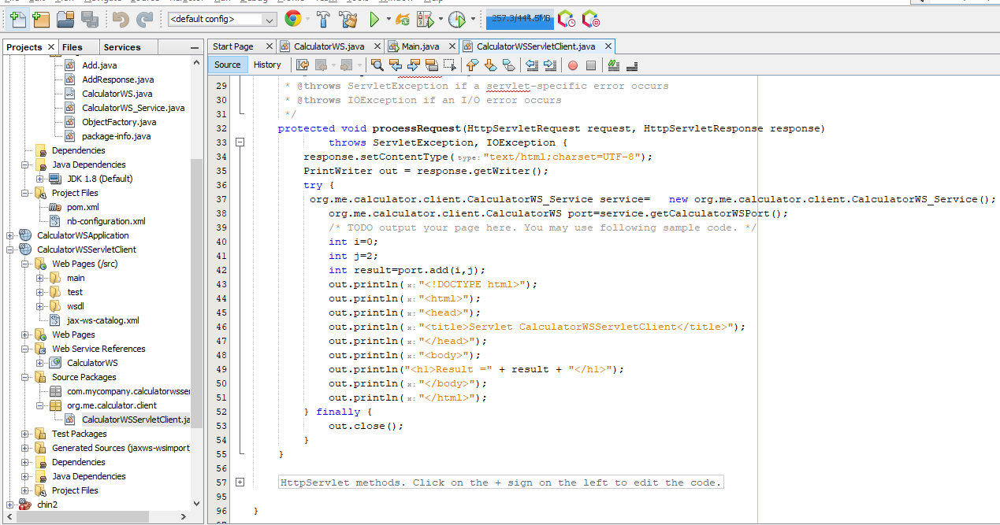 <default config>
257.3/444.5MB
Projects
Files
Services
Add.java
AddResponse.java
CalculatorWS.java
CalculatorWS_Service.java
ObjectFactory.java
package-info.java
Dependencies
Java Dependencies
JDK 1.8 (Default)
Project Files
pom.xml
nb-configuration.xml
CalculatorWSApplication
CalculatorWSServletClient
Web Pages (/src)
main
test
wsdl
jax-ws-catalog.xml
Web Pages
Web Service References
CalculatorWS
Source Packages
com.mycompany.calculatorwsser
org.me.calculator.client
CalculatorWSServletClient.ja
Test Packages
Generated Sources (jaxws-wsimport
Dependencies
Java Dependencies
Project Files
chin2
Start Page CalculatorWS.java Main.java CalculatorWSServletClient.java
Source History
29 * @throws ServletException if a servlet-specific error occurs
30 * @throws IOException if an I/O error occurs
31 */
32 protected void processRequest(HttpServletRequest request, HttpServletResponse response)
33 throws ServletException, IOException {
34 response.setContentType(type:"text/html;charset=UTF-8");
35 PrintWriter out = response.getWriter();
36 try {
37 org.me.calculator.client.CalculatorWS_Service service= new org.me.calculator.client.CalculatorWS_Service();
38 org.me.calculator.client.CalculatorWS port=service.getCalculatorWSPort();
39 /* TODO output your page here. You may use following sample code. */
40 int i=0;
41 int j=2;
42 int result=port.add(i,j);
43 out.println(x:"<!DOCTYPE html>");
44 out.println(x:"<html>");
45 out.println(x:"<head>");
46 out.println(x:"<title>Servlet CalculatorWSServletClient</title>");
47 out.println(x:"</head>");
48 out.println(x:"<body>");
49 out.println("<h1>Result =" + result + "</h1>");
50 out.println(x:"</body>");
51 out.println(x:"</html>");
52 } finally {
53 out.close();
54 }
55 }
56
57 HttpServlet methods. Click on the + sign on the left to edit the code.
95
96 }